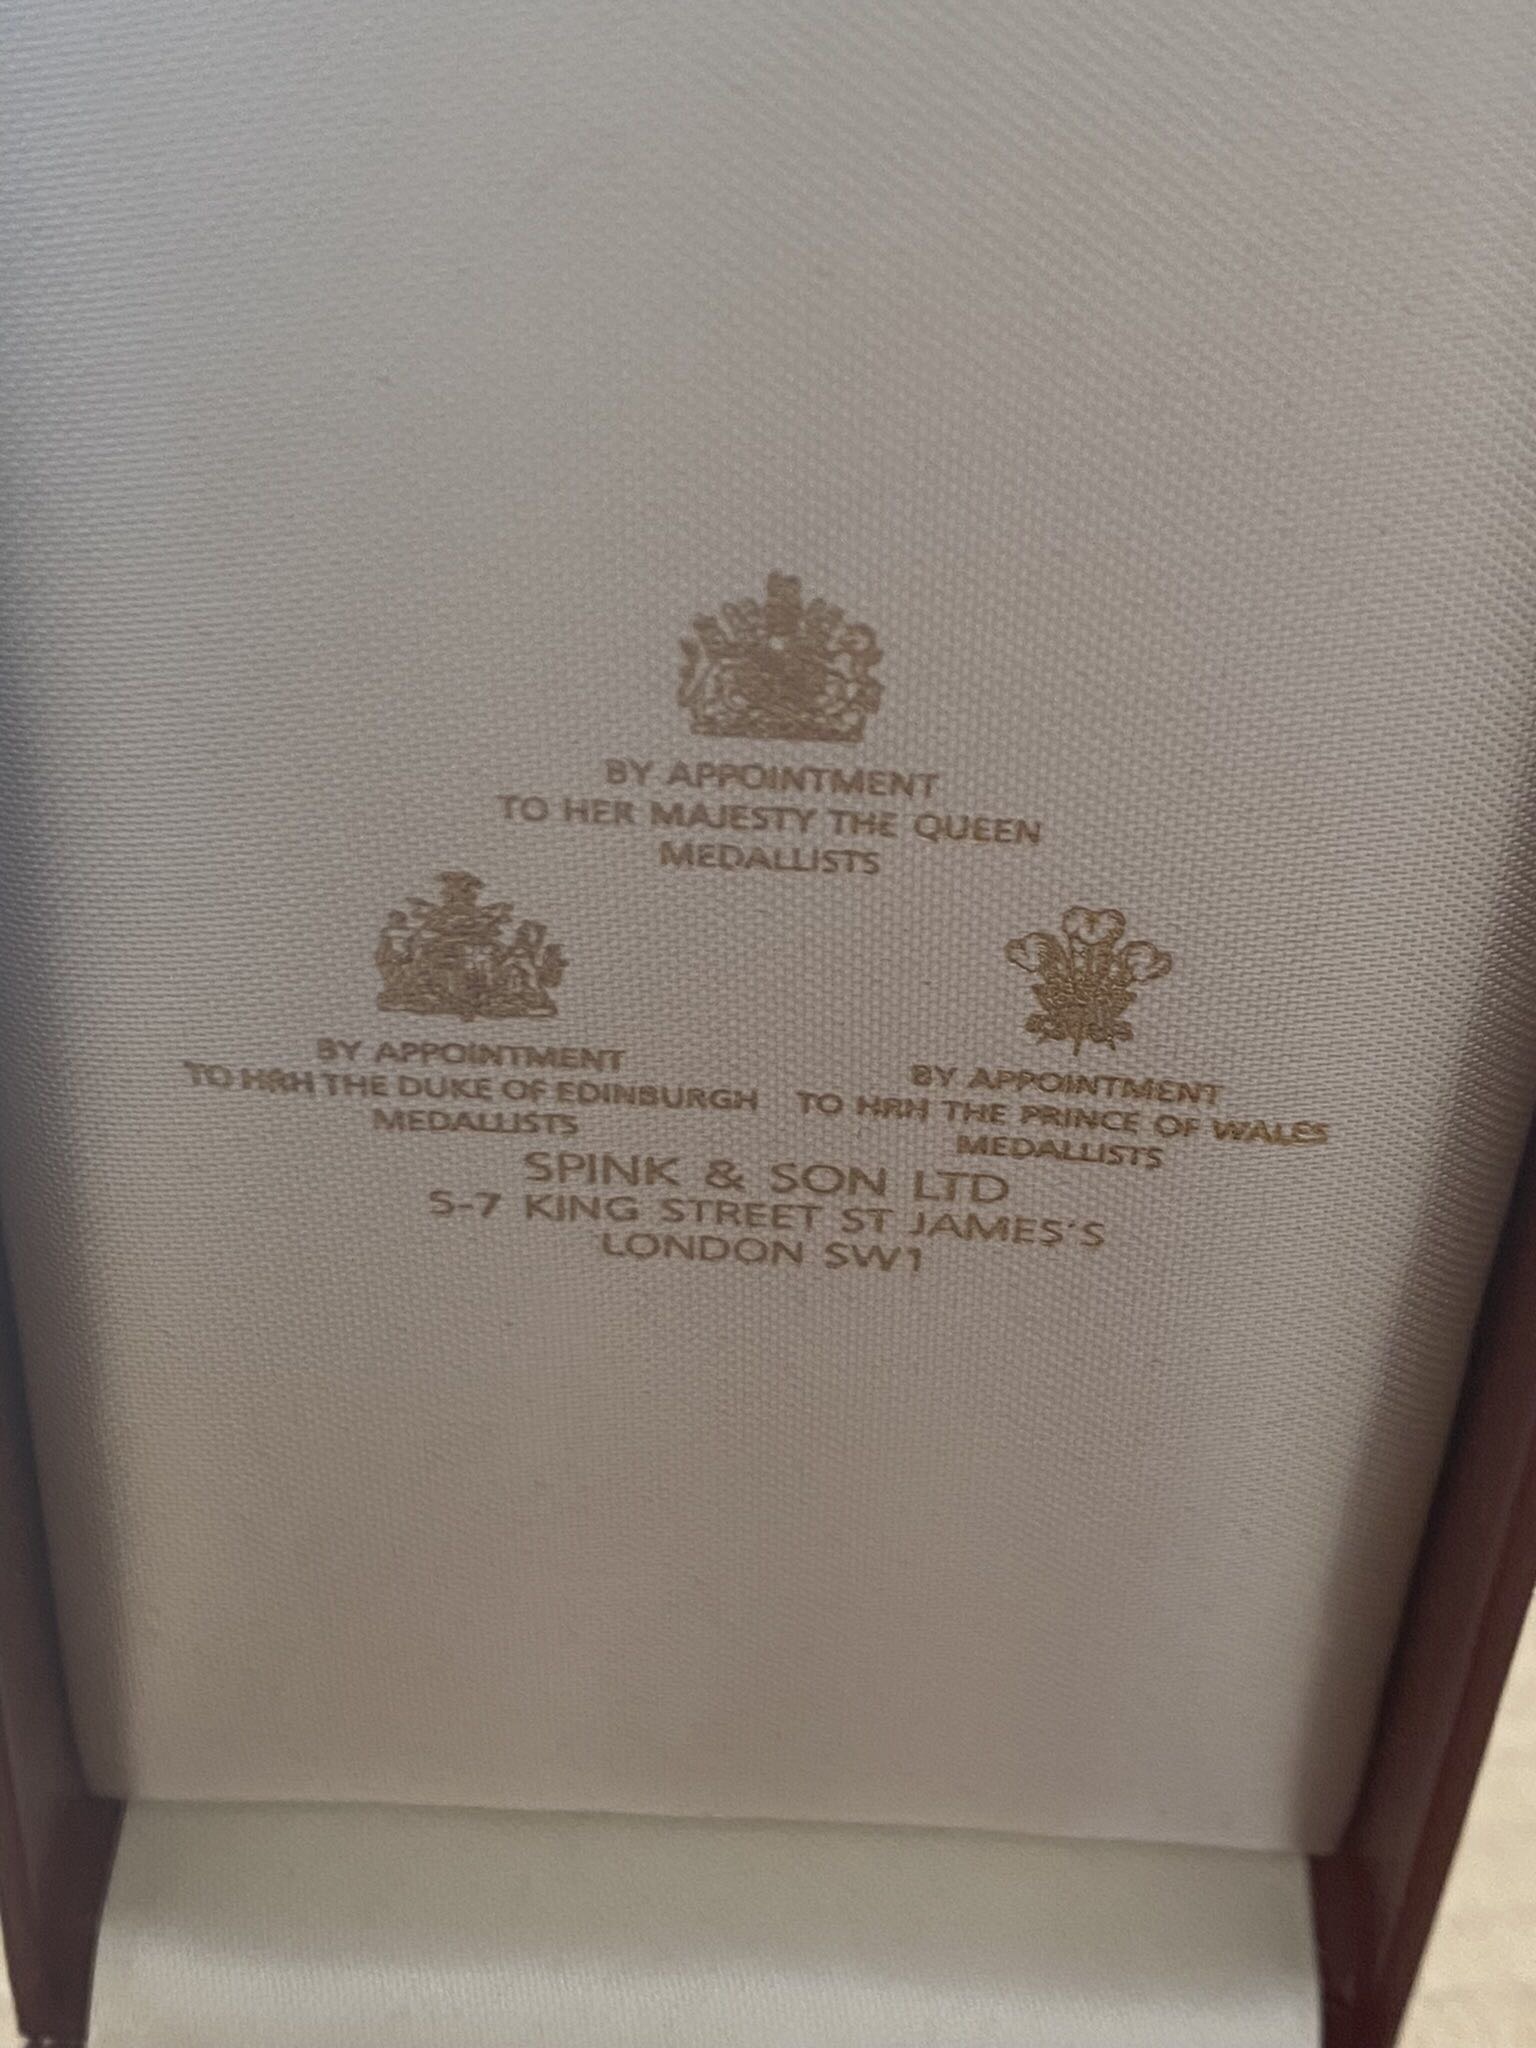 BY APPOINTMENT
TO HER MAJESTY THE QUEEN
MEDALLISTS
BY APPOINTMENT
TO HRH THE DUKE OF EDINBURGH
MEDALLISTS
BY APPOINTMENT
TO HRH THE PRINCE OF WALES
MEDALLISTS
SPINK & SON LTD
5-7 KING STREET ST JAMES'S
LONDON SW1